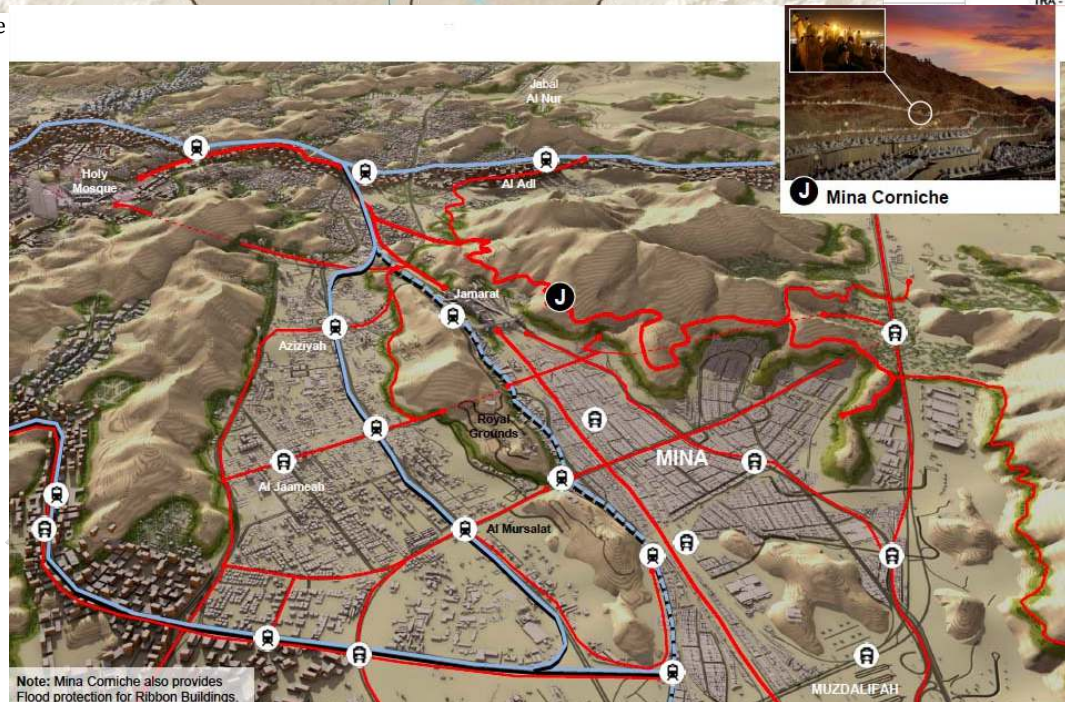 e
TRA
J Mina Corniche
Jabal
Al Nur
Holy
Mosque
Al Adl
J
Jamarat
Aziziyah
Royal
Grounds
MINA
Al Jaameah
Al Mursalat
MUZDALIFAH
Note: Mina Corniche also provides
Flood protection for Ribbon Buildings.